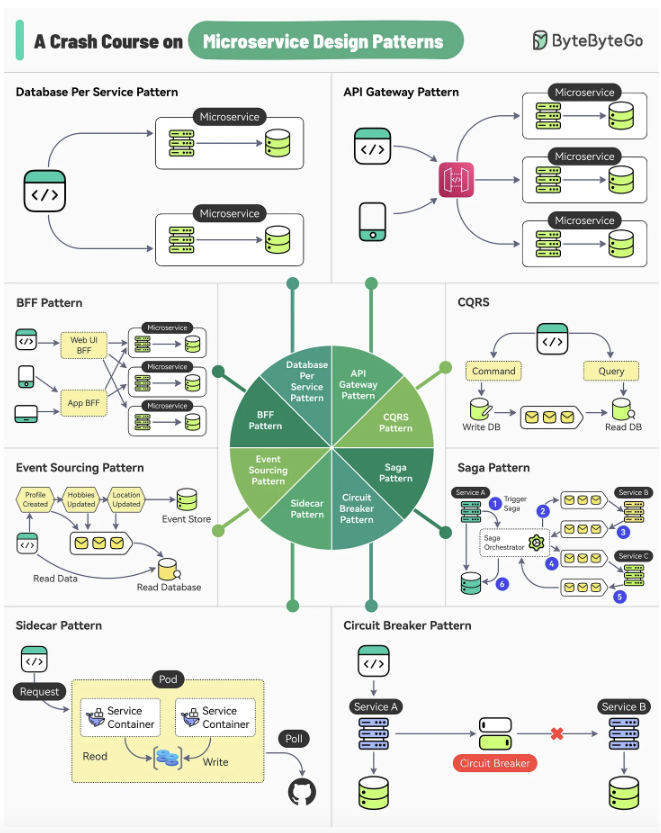 A Crash Course on Microservice Design Patterns
ByteByteGo
Database Per Service Pattern
Microservice
Microservice
API Gateway Pattern
Microservice
Microservice
Microservice
BFF Pattern
Web UI
BFF
App BFF
Microservice
Microservice
Microservice
Database
Per
Service
Pattern
API
Gateway
Pattern
BFF
Pattern
CQRS
Pattern
Event
Sourcing
Pattern
Saga
Pattern
Sidecar
Pattern
Circuit
Breaker
Pattern
CQRS
Command
Query
Write DB
Read DB
Event Sourcing Pattern
Profile
Created
Hobbies
Updated
Location
Updated
Event Store
Read Data
Read Database
Saga Pattern
Service A
1
Trigger
Saga
2
Service B
3
Saga
Orchestrator
4
Service C
6
5
Sidecar Pattern
Request
Pod
Service
Container
Service
Container
Reod
Write
Poll
Circuit Breaker Pattern
Service A
Service B
Circuit Breaker